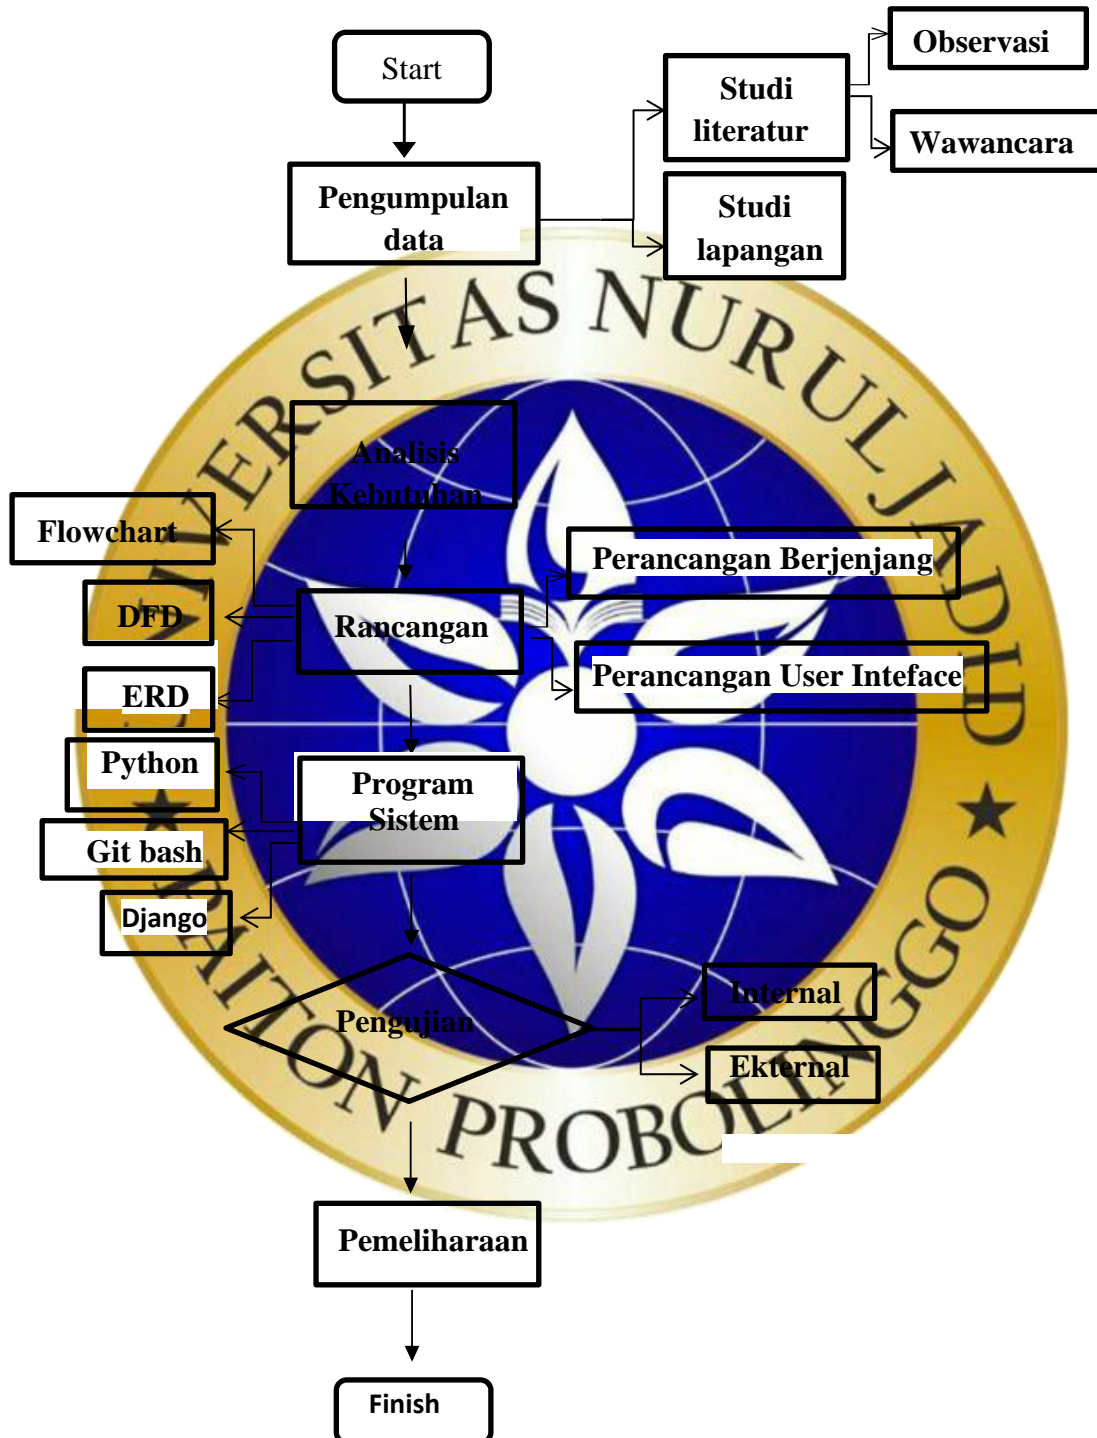 Start
Observasi
Studi
literatur
Wawancara
Pengumpulan
data
Studi
lapangan
UNIVERSITAS NURUL JADID
Analisis
Kebutuhan
Flowchart
Perancangan Berjenjang
DFD
Rancangan
Perancangan User Inteface
ERD
Python
Program
Sistem
Git bash
Django
Pengujian
Internal
Ekternal
PAITON PROBOLINGGO
Pemeliharaan
Finish